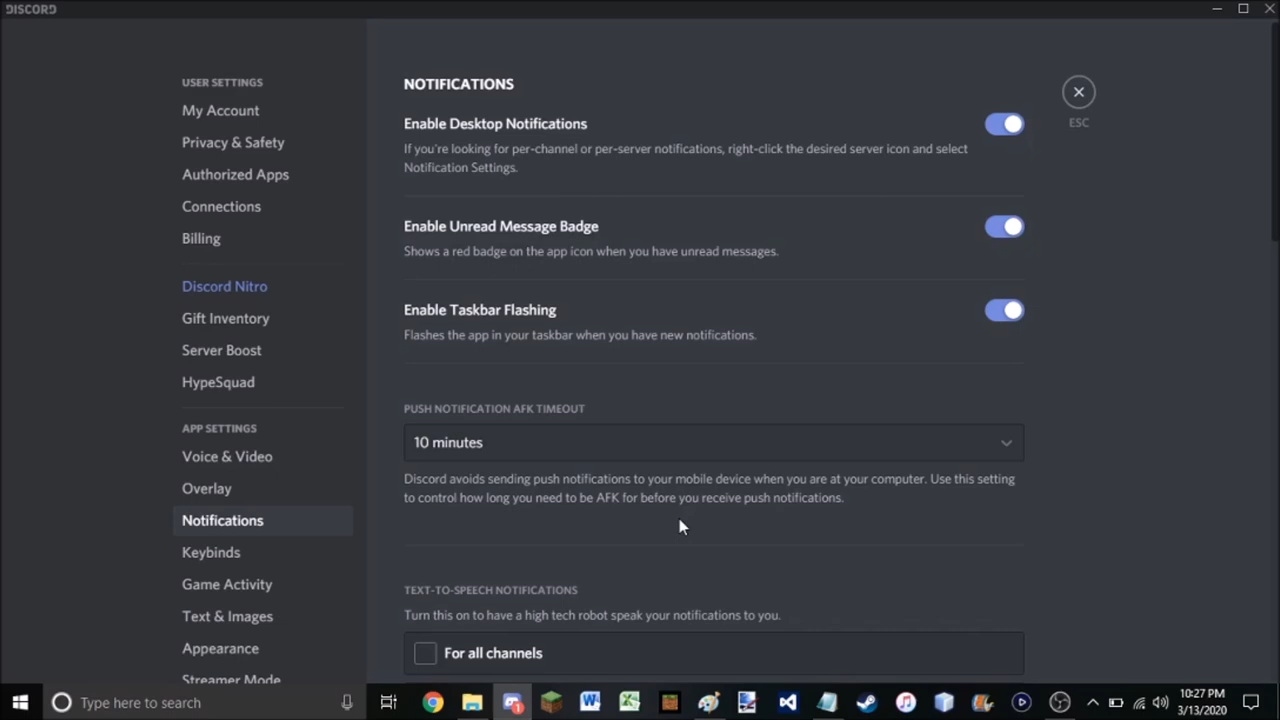 DISCORD
USER SETTINGS
My Account
Privacy & Safety
Authorized Apps
Connections
Billing
Discord Nitro
Gift Inventory
Server Boost
HypeSquad
APP SETTINGS
Voice & Video
Overlay
Notifications
Keybinds
Game Activity
Text & Images
Appearance
Streamer Mode
NOTIFICATIONS
Enable Desktop Notifications
If you're looking for per-channel or per-server notifications, right-click the desired server icon and select
Notification Settings.
Enable Unread Message Badge
Shows a red badge on the app icon when you have unread messages.
Enable Taskbar Flashing
Flashes the app in your taskbar when you have new notifications.
PUSH NOTIFICATION AFK TIMEOUT
10 minutes
Discord avoids sending push notifications to your mobile device when you are at your computer. Use this setting
to control how long you need to be AFK for before you receive push notifications.
TEXT-TO-SPEECH NOTIFICATIONS
Turn this on to have a high tech robot speak your notifications to you.
For all channels
ESC
Type here to search
1
10:27 PM
3/13/2020